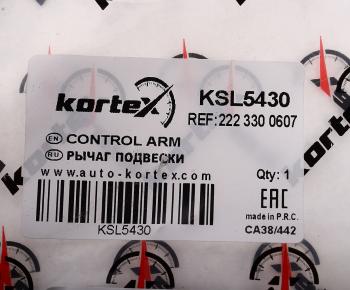 kortex
KSL5430
REF:222 330 0607
EN CONTROL ARM
RU РЫЧАГ ПОДВЕСКИ
www.auto-kortex.com
Qty: 1
EAC
made in P.R.C.
KSL5430
CA38/442